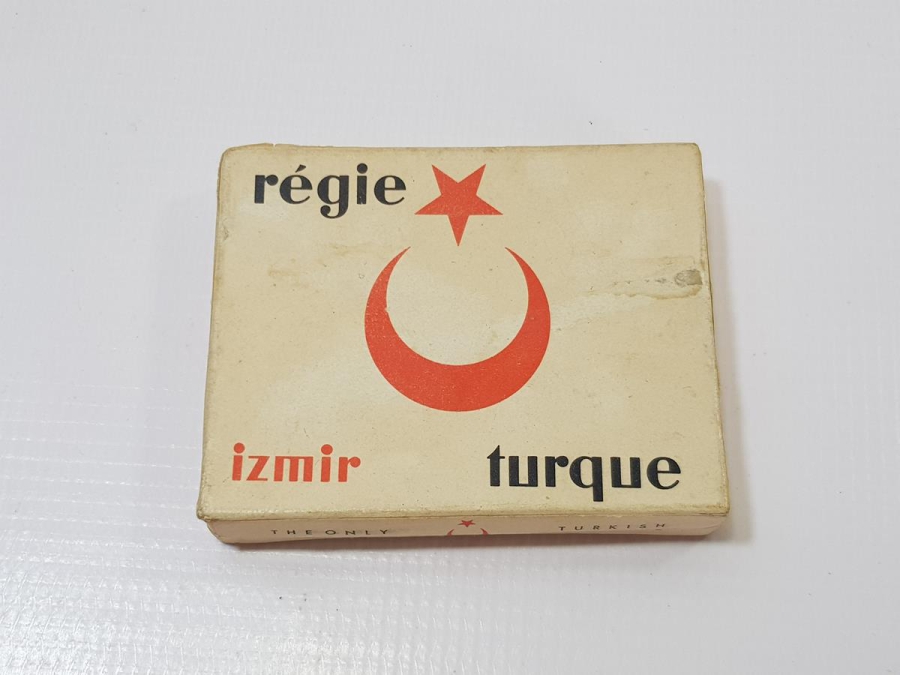 régie
izmir turque
THE ONLY TURKISH